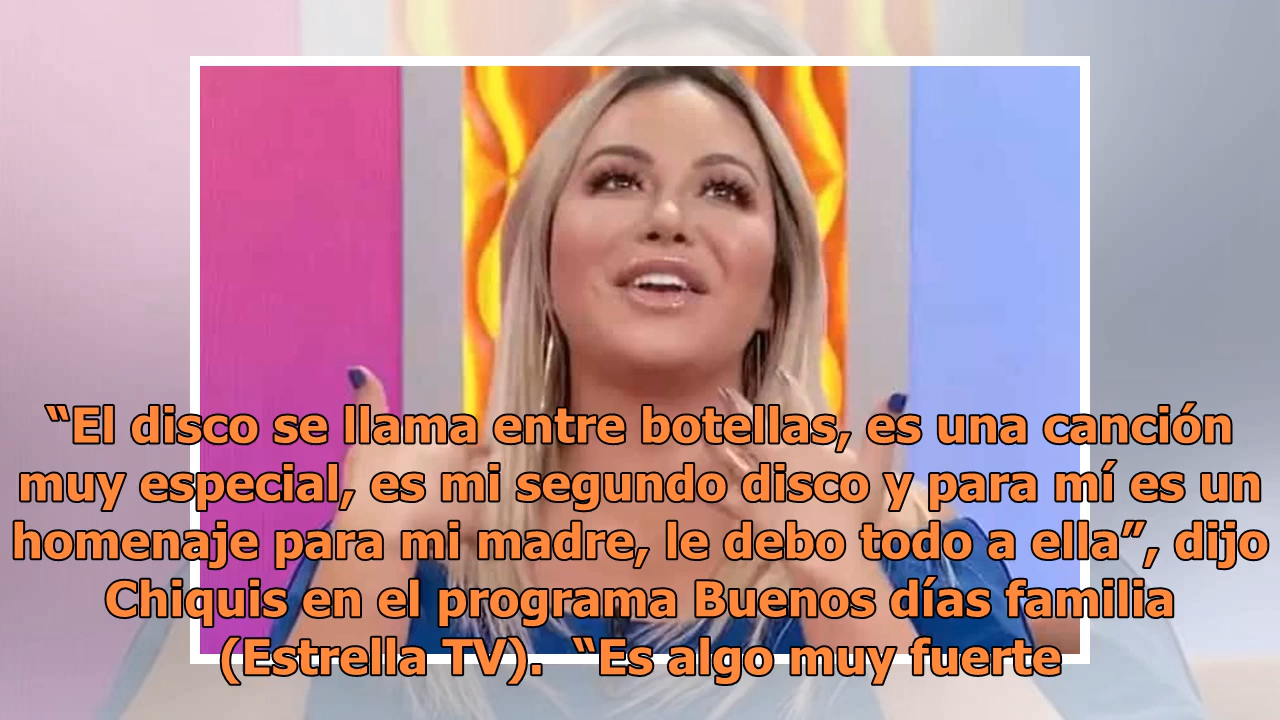 “El disco se llama entre botellas, es una canción
muy especial, es mi segundo disco y para mí es un
homenaje para mi madre, le debo todo a ella”, dijo
Chiquis en el programa Buenos días familia
(Estrella TV).  “Es algo muy fuerte